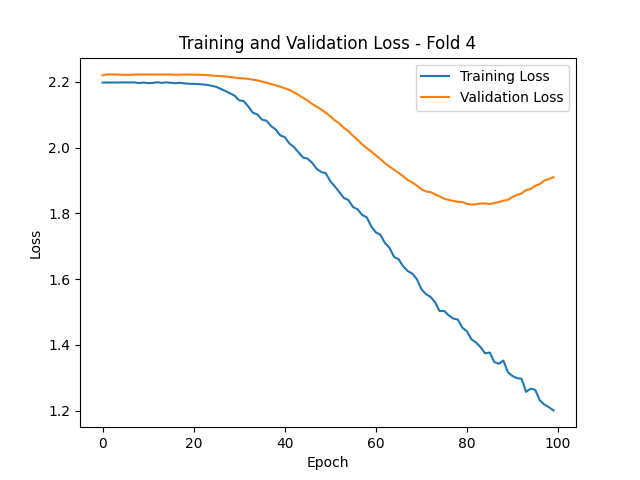 Training and Validation Loss - Fold 4
Training Loss
Validation Loss
Loss
2.2
2.0
1.8
1.6
1.4
1.2
0 20 40 60 80 100
Epoch